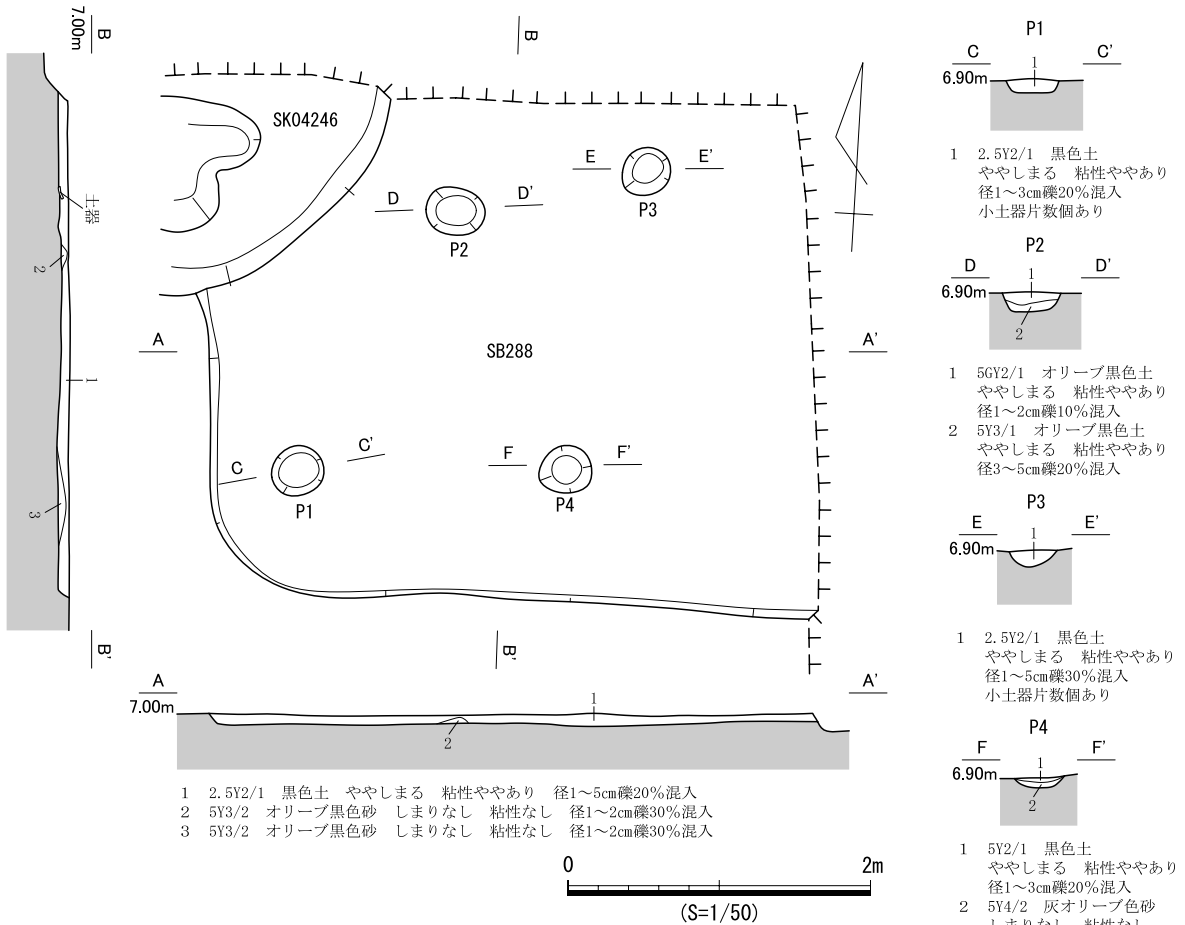 B
7.00m
土器
2
1
3
B'
B
SK04246
D
D'
P2
E
E'
P3
A
A'
SB288
C
C'
P1
F
F'
P4
B'
A
7.00m
1
2
A'
1 2.5Y2/1 黒色土 ややしまる 粘性ややあり 径1~5cm礫20%混入
2 5Y3/2 オリーブ黒色砂 しまりなし 粘性なし 径1~2cm礫30%混入
3 5Y3/2 オリーブ黒色砂 しまりなし 粘性なし 径1~2cm礫30%混入
0
2m
(S=1/50)
P1
C
C'
6.90m
1
1 2.5Y2/1 黒色土
ややしまる 粘性ややあり
径1~3cm礫20%混入
小土器片数個あり
P2
D
D'
6.90m
1
2
1 5GY2/1 オリーブ黒色土
ややしまる 粘性ややあり
径1~2cm礫10%混入
2 5Y3/1 オリーブ黒色土
ややしまる 粘性ややあり
径3~5cm礫20%混入
P3
E
E'
6.90m
1
1 2.5Y2/1 黒色土
ややしまる 粘性ややあり
径1~5cm礫30%混入
小土器片数個あり
P4
F
F'
6.90m
1
2
1 5Y2/1 黒色土
ややしまる 粘性ややあり
径1~3cm礫20%混入
2 5Y4/2 灰オリーブ色砂
しまりなし 粘性なし